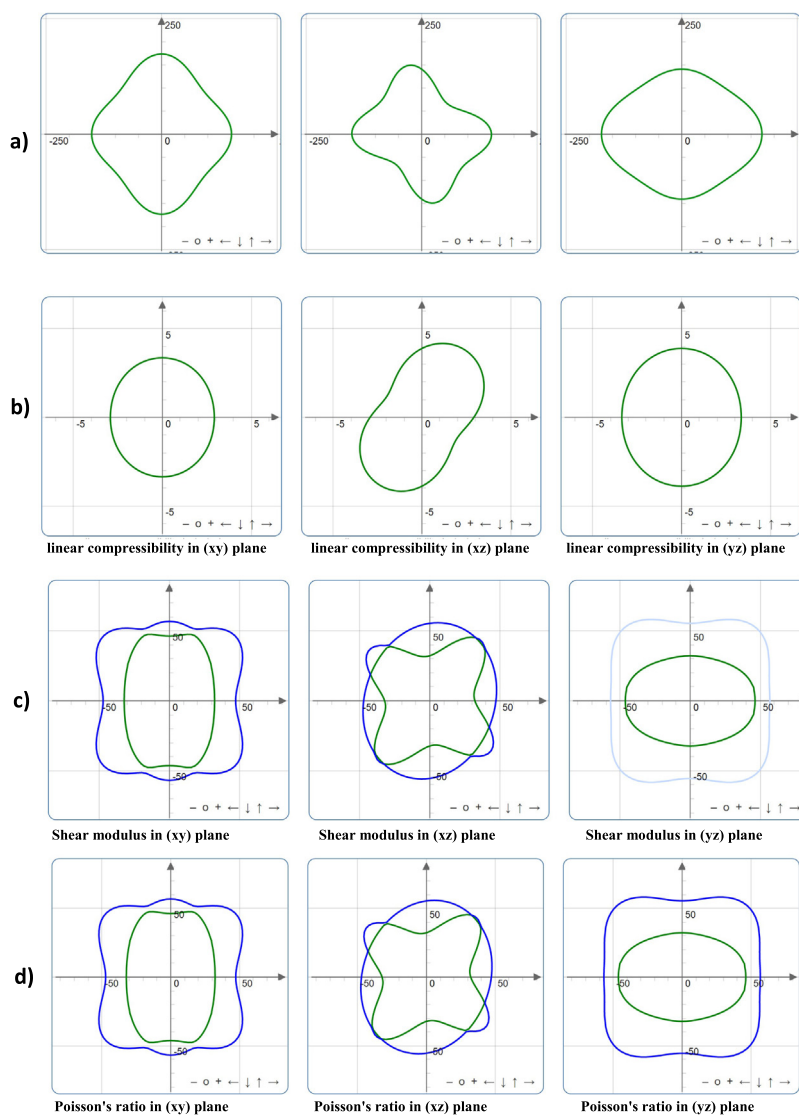 250 250 250
a) -250 0 -250 0 -250 0
− o + ← ↓ ↑ → − o + ← ↓ ↑ → − o + ← ↓ ↑ →
5 5 5
b) -5 0 5 -5 0 5 -5 0 5
-5 -5 -5
− o + ← ↓ ↑ → − o + ← ↓ ↑ → − o + ← ↓ ↑ →
linear compressibility in (xy) plane linear compressibility in (xz) plane linear compressibility in (yz) plane
50 50 50
c) -50 0 50 -50 0 50 -50 0 50
-50 -50 -50
− o + ← ↓ ↑ → − o + ← ↓ ↑ → − o + ← ↓ ↑ →
Shear modulus in (xy) plane Shear modulus in (xz) plane Shear modulus in (yz) plane
50 50 50
d) -50 0 50 -50 0 50 -50 0 50
-50 -50 -50
− o + ← ↓ ↑ → − o + ← ↓ ↑ → − o + ← ↓ ↑ →
Poisson's ratio in (xy) plane Poisson's ratio in (xz) plane Poisson's ratio in (yz) plane